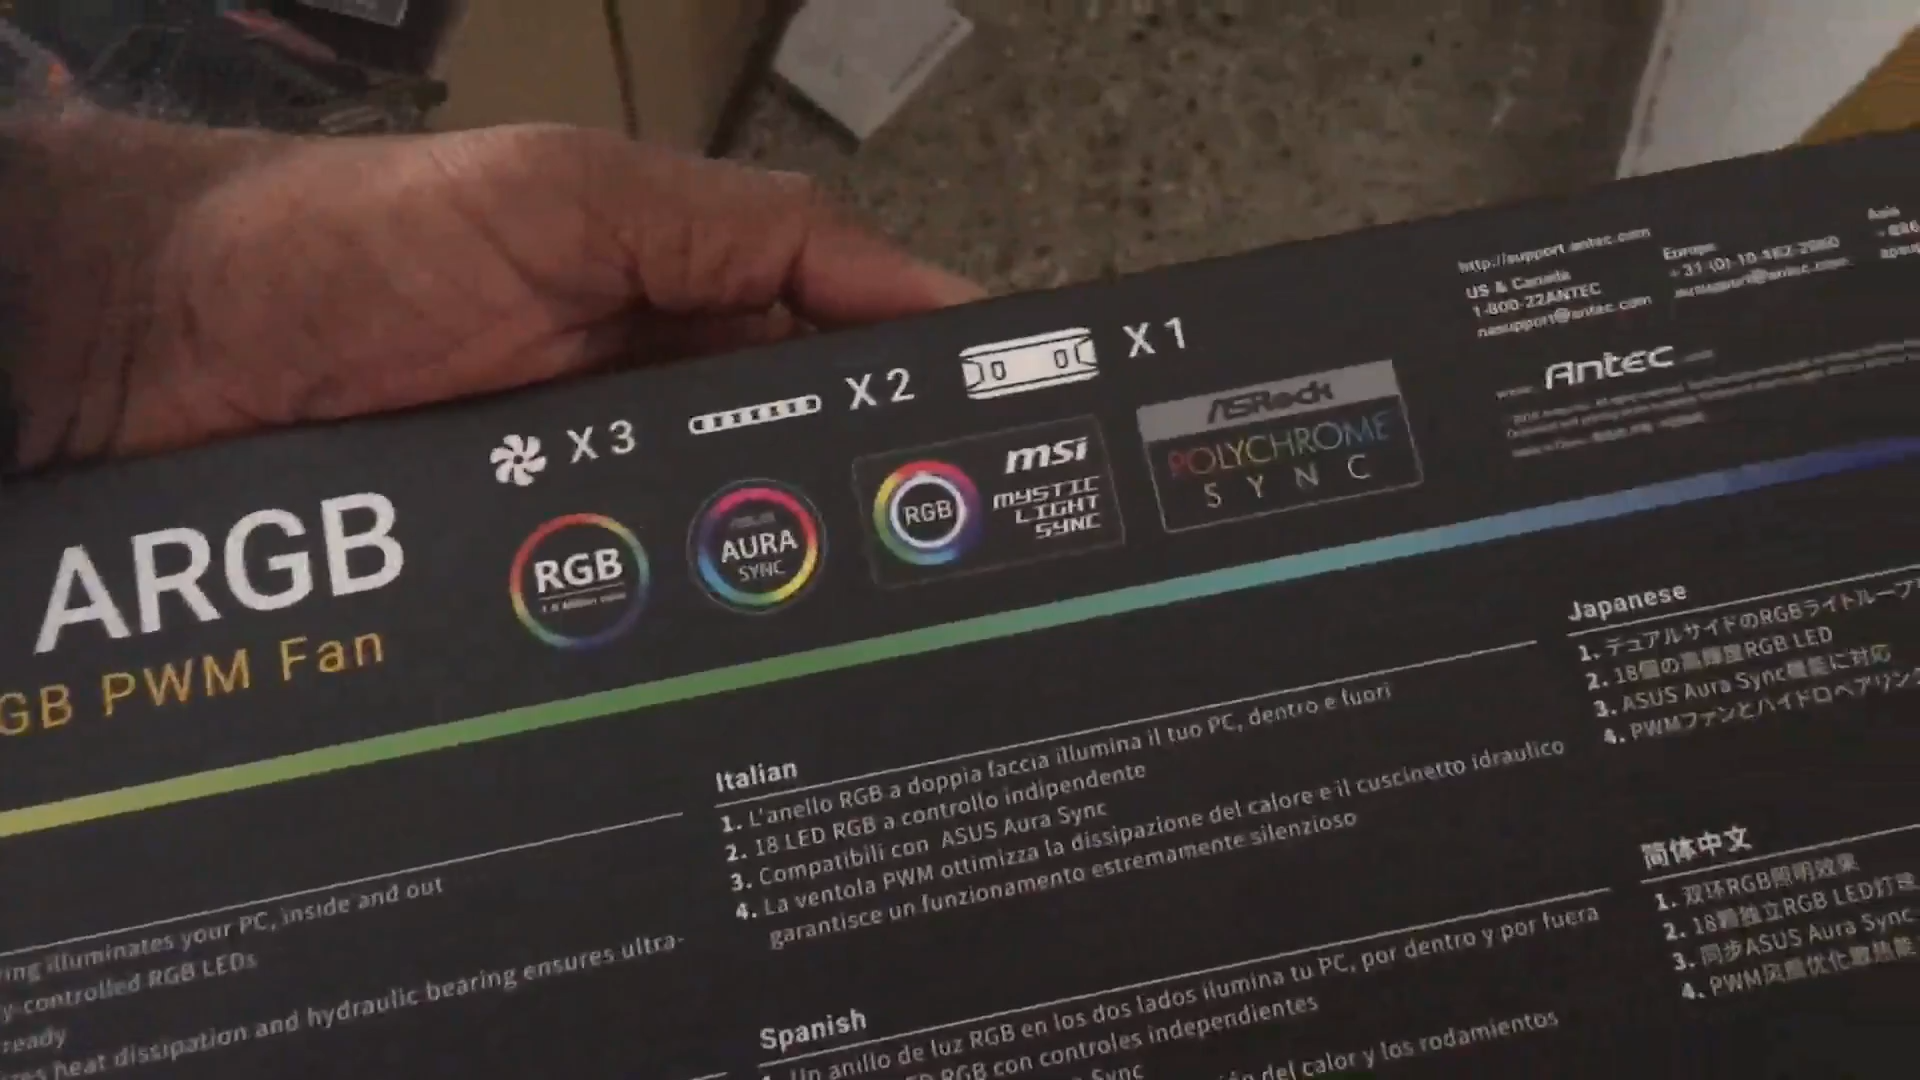 X 3
X 2
X 1
ARGB
GB PWM Fan
RGB
AURA
SYNC
RGB
msi
MYSTIC
LIGHT
SYNC
ASRock
POLYCHROME
SYNC
http://support.antec.com
US & Canada
1-800-22ANTEC
nasupport@antec.com
Europe
Asia
Antec
ring illuminates your PC, inside and out
y-controlled RGB LEDs
ready
heat dissipation and hydraulic bearing ensures ultra-
Italian
1. L'anello RGB a doppia faccia illumina il tuo PC, dentro e fuori
2. 18 LED RGB a controllo indipendente
3. Compatibili con ASUS Aura Sync
4. La ventola PWM ottimizza la dissipazione del calore e il cuscinetto idraulico
garantisce un funzionamento estremamente silenzioso
Spanish
Un anillo de luz RGB en los dos lados ilumina tu PC, por dentro y por fuera
RGB con controles independientes
Sync
del calor y los rodamientos
Japanese
1. デュアルサイドのRGBライトループ
2. 18個の高輝度RGB LED
3. ASUS Aura Sync機能に対応
4. PWMファンとハイドロベアリング
简体中文
1. 双环RGB照明效果
2. 18颗独立RGB LED灯
3. 同步ASUS Aura Sync
4. PWM风扇优化散热能